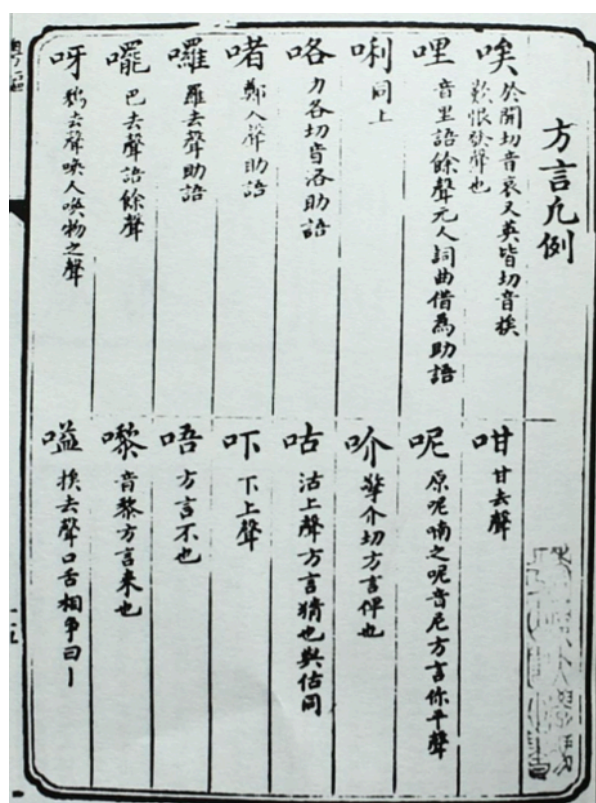 方言凡例
唉 於開切音哀又英皆切音挨歎恨發聲也
哩 音里語餘聲元人詞曲借為助語
唎 同上
咯 力各切音洛助語
啫 鄭入聲助語
囉 羅去聲助語
嚨 巴去聲語餘聲
呀 鴉去聲喚人喚物之聲
咁 甘去聲
呢 原呢喃之呢音尼方言你平聲
吤 擎介切方言俾也
咕 沽上聲方言猜也與估同
吓 下上聲
唔 方言不也
嚟 音黎方言來也
嗌 挨去聲口舌相爭曰丨